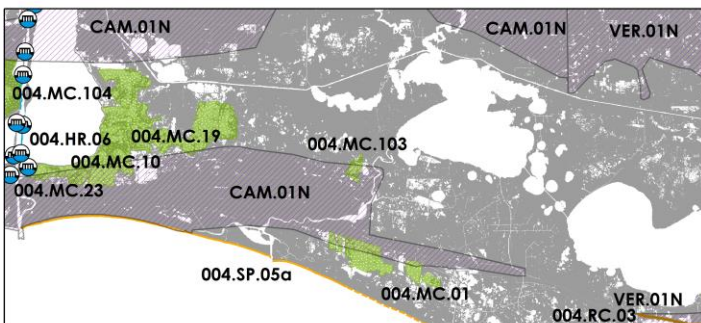 CAM.01N
CAM.01N
VER.01N
004.MC.104
004.HR.06
004.MC.19
004.MC.103
004.MC.10
004.MC.23
CAM.01N
004.SP.05a
004.MC.01
VER.01N
004.RC.03